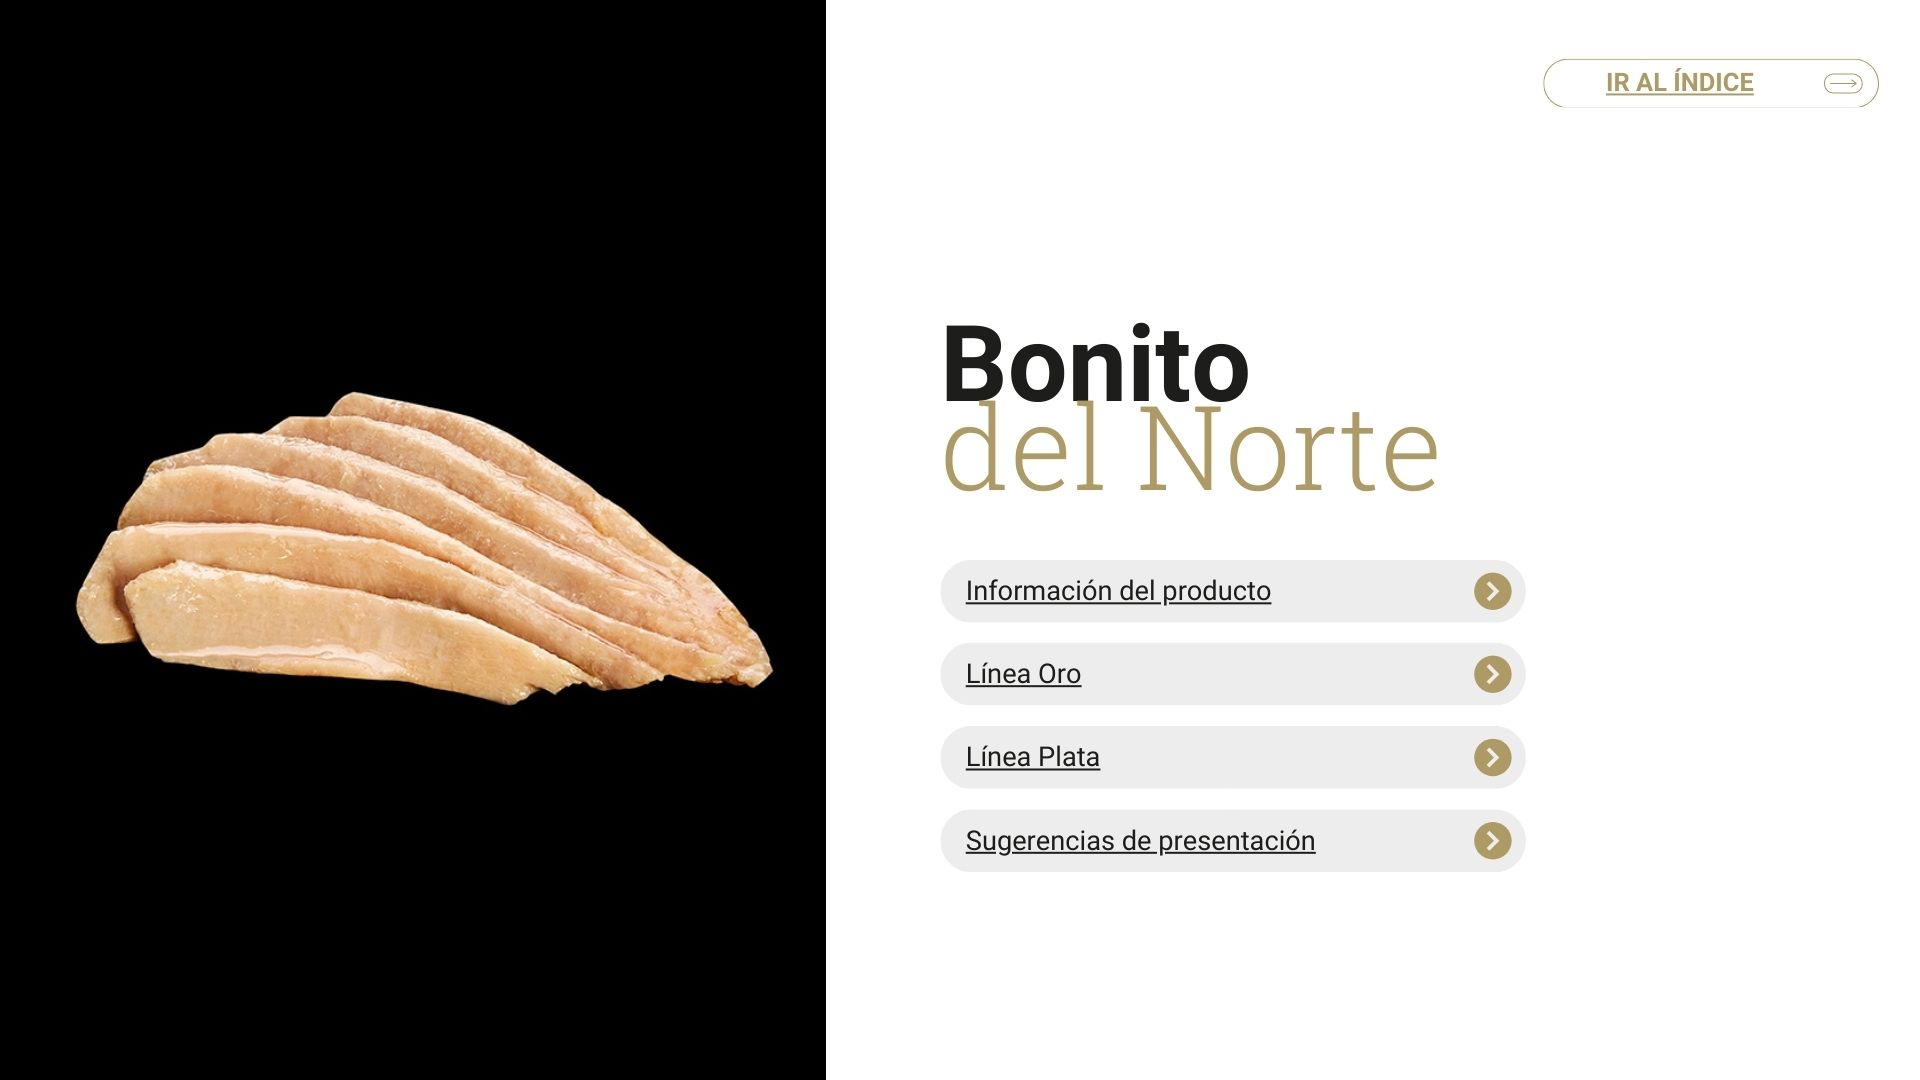 IR AL ÍNDICE
Bonito
del Norte
Información del producto
Línea Oro
Línea Plata
Sugerencias de presentación